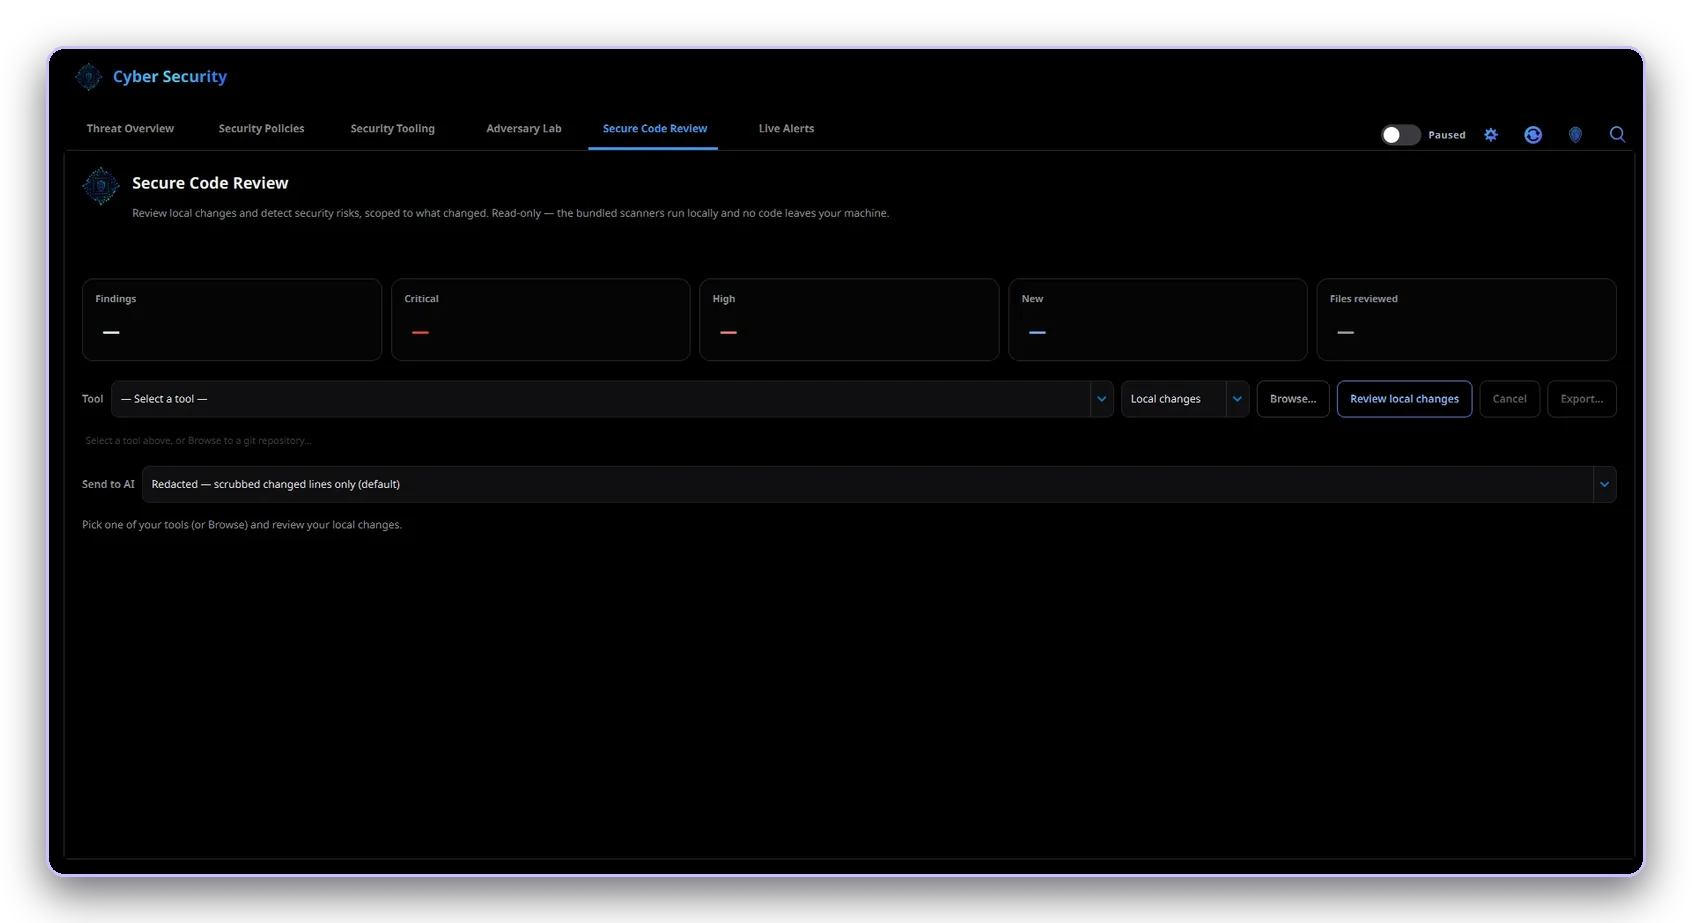 Cyber Security
Threat Overview
Security Policies
Security Tooling
Adversary Lab
Secure Code Review
Live Alerts
Paused
Secure Code Review
Review local changes and detect security risks, scoped to what changed. Read-only — the bundled scanners run locally and no code leaves your machine.
Findings
—
Critical
—
High
—
New
—
Files reviewed
—
Tool
— Select a tool —
Local changes
Browse...
Review local changes
Cancel
Export...
Select a tool above, or Browse to a git repository...
Send to AI
Redacted — scrubbed changed lines only (default)
Pick one of your tools (or Browse) and review your local changes.